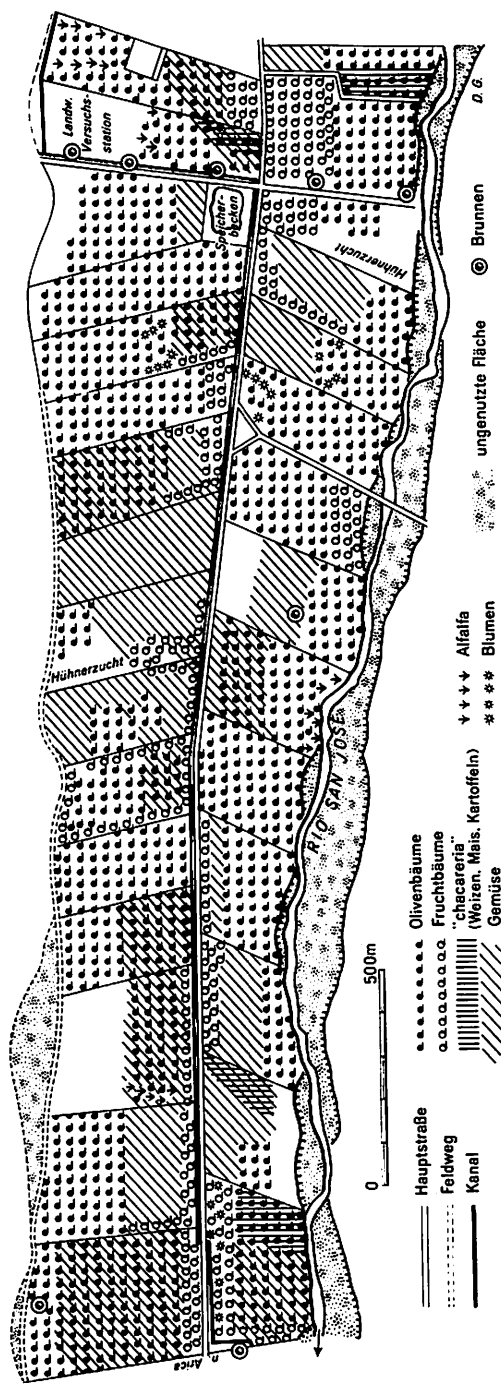 Landw.
Versuchs-
station
Speicher-
becken
Hühnerzucht
Hühnerzucht
n. Arica
RIO SAN JOSE
D. G.
0
500m
Hauptstraße
Feldweg
Kanal
Olivenbäume
Fruchtbäume
"chacareria"
(Weizen, Mais, Kartoffeln)
Gemüse
Alfalfa
Blumen
ungenutzte Fläche
Brunnen